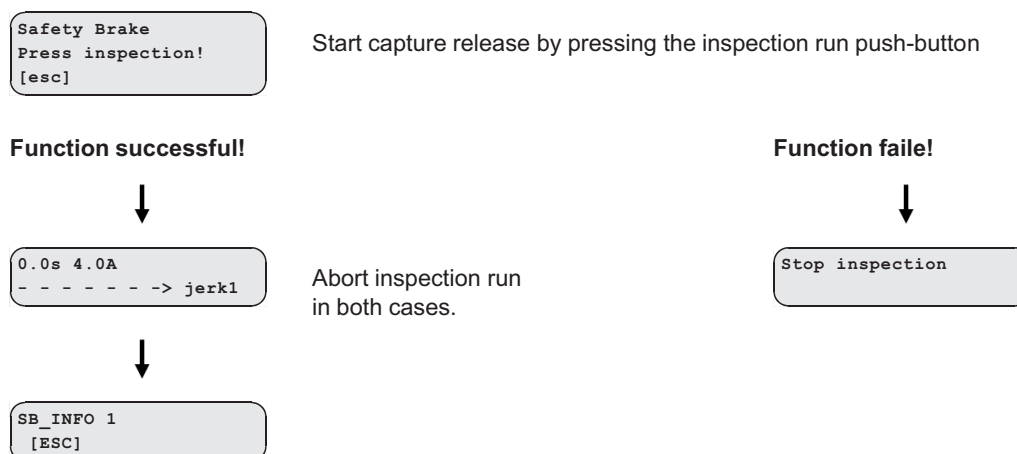 Safety Brake
Press inspection!
[esc]
Start capture release by pressing the inspection run push-button
Function successful!
Function faile!
0.0s 4.0A
- - - - - - -> jerk1
Abort inspection run
in both cases.
Stop inspection
SB_INFO 1
[ESC]